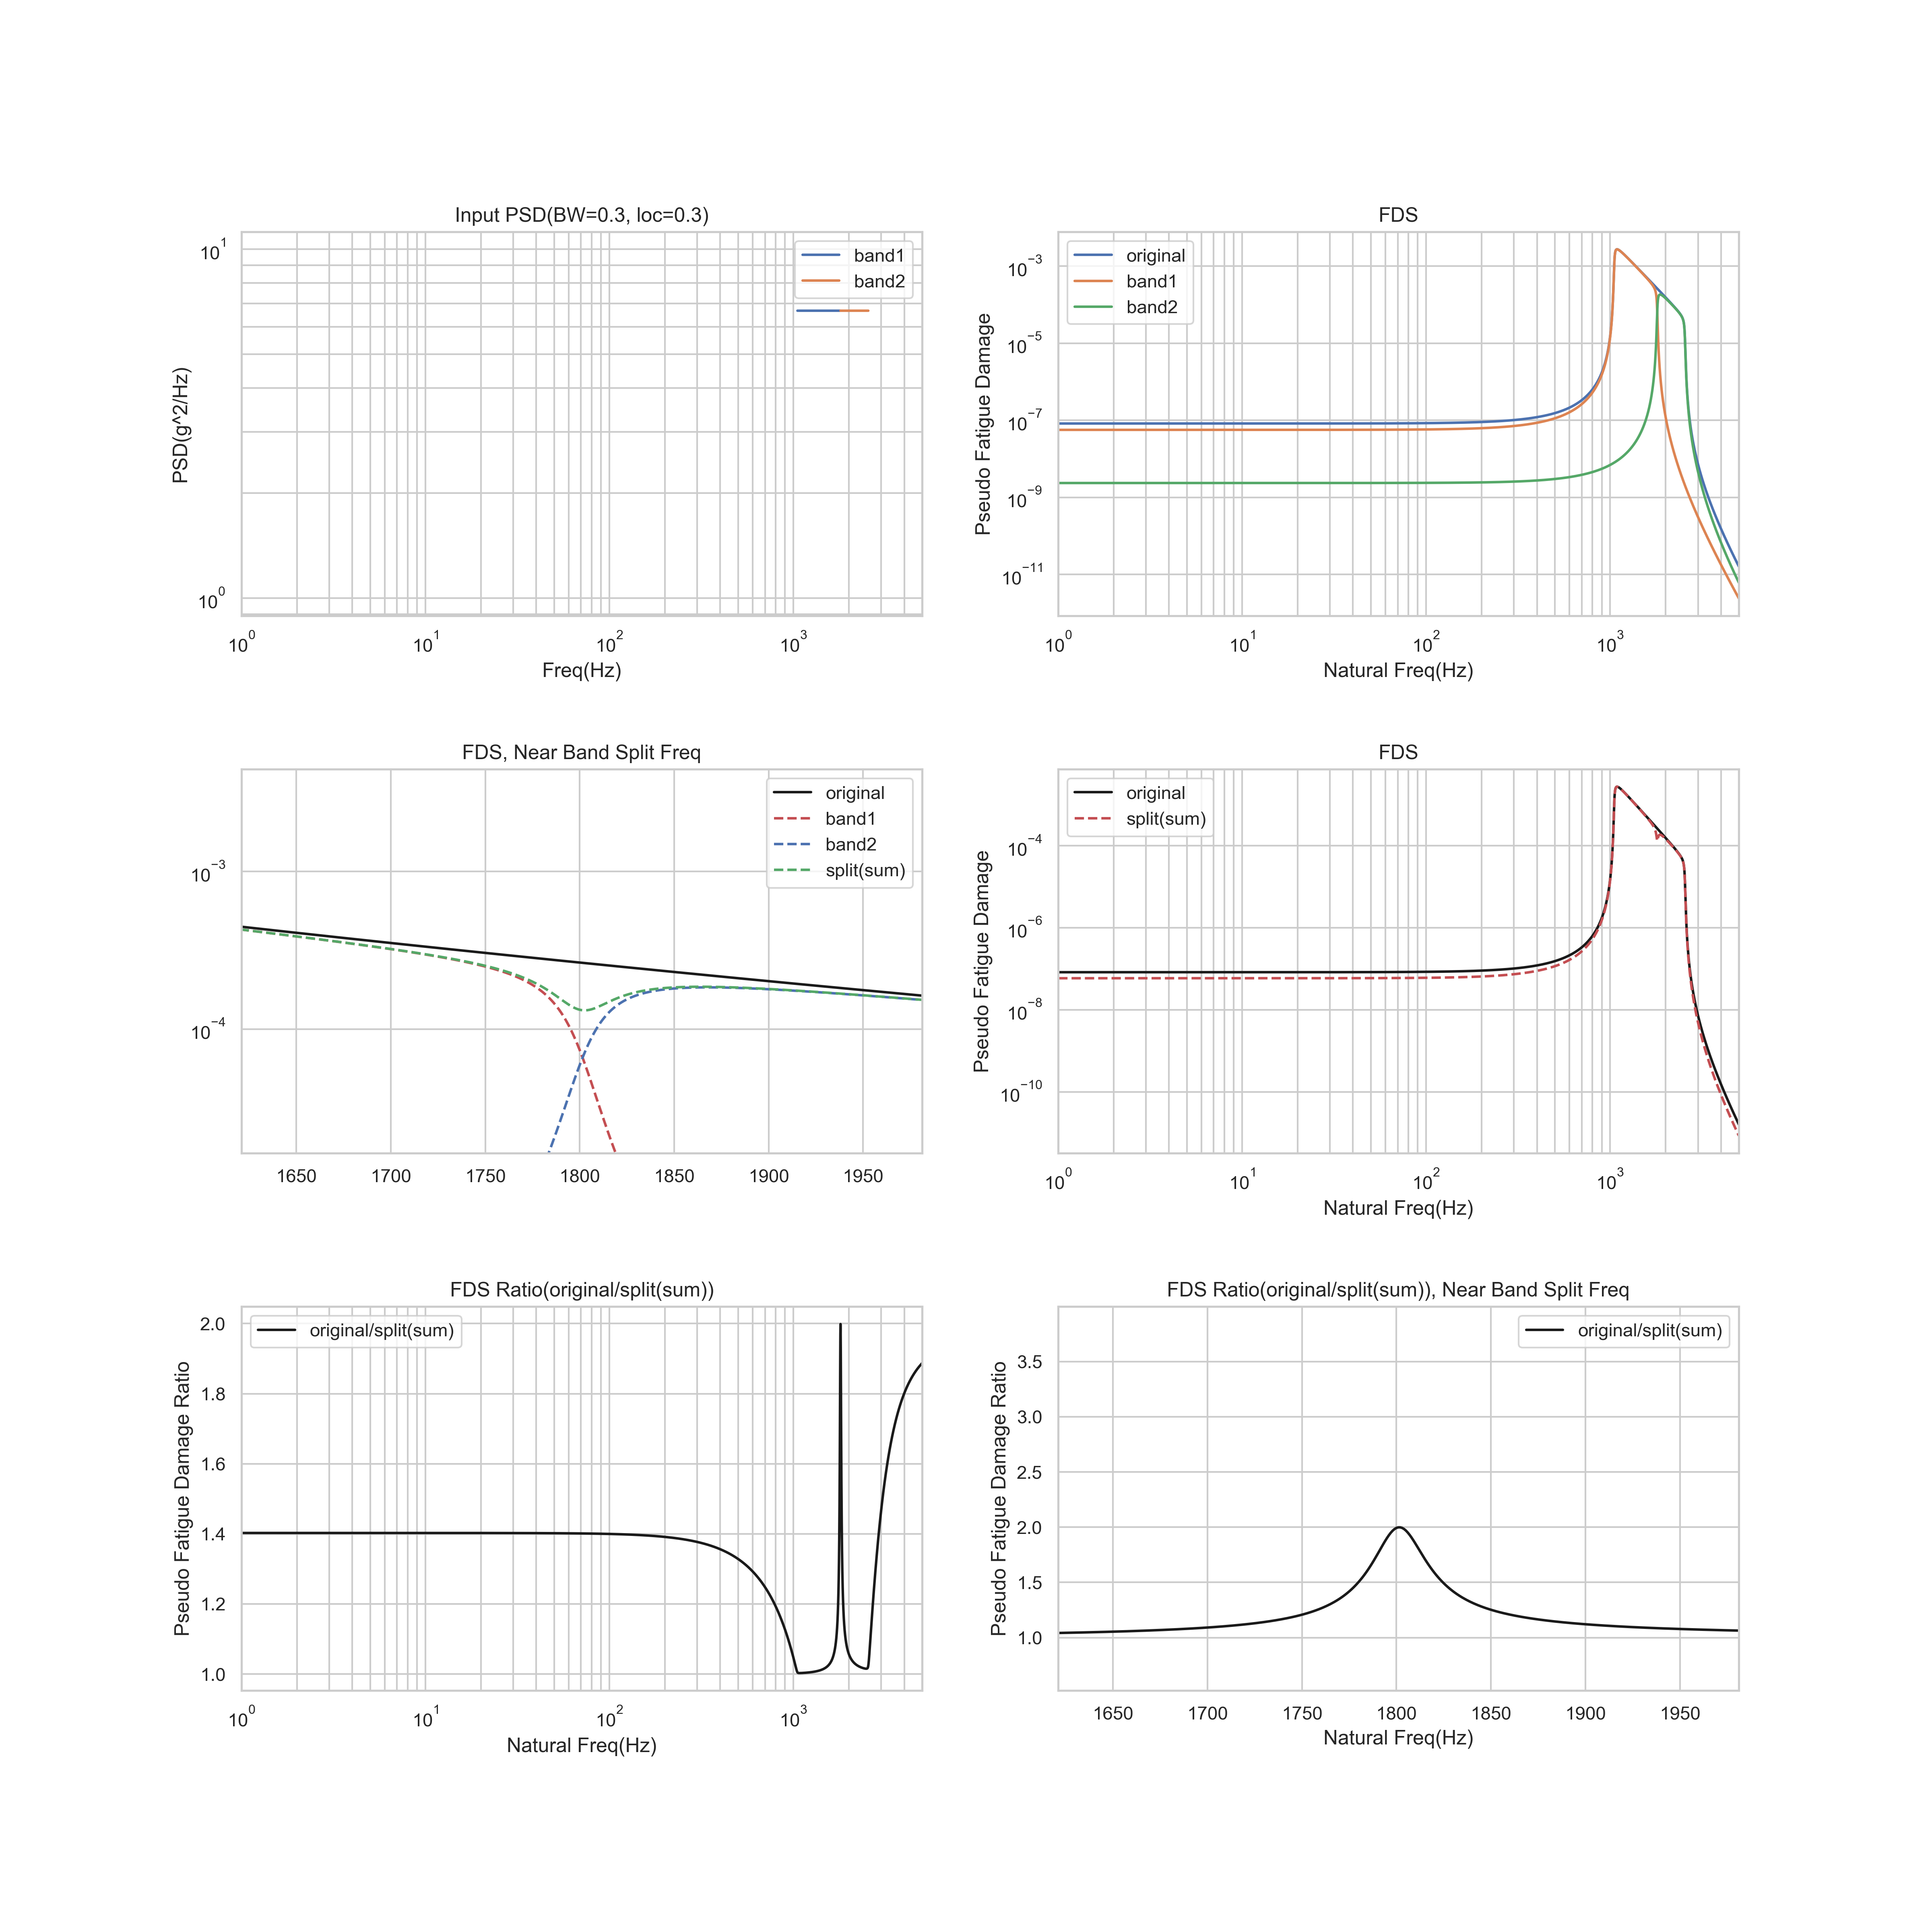 Input PSD(BW=0.3, loc=0.3)
PSD(g^2/Hz)
10^1
10^0
band1
band2
10^0 10^1 10^2 10^3
Freq(Hz)
FDS
Pseudo Fatigue Damage
10^−3
10^−5
10^−7
10^−9
10^−11
original
band1
band2
10^0 10^1 10^2 10^3
Natural Freq(Hz)
FDS, Near Band Split Freq
10^−3
10^−4
original
band1
band2
split(sum)
1650 1700 1750 1800 1850 1900 1950
FDS
Pseudo Fatigue Damage
10^−4
10^−6
10^−8
10^−10
original
split(sum)
10^0 10^1 10^2 10^3
Natural Freq(Hz)
FDS Ratio(original/split(sum))
Pseudo Fatigue Damage Ratio
2.0
1.8
1.6
1.4
1.2
1.0
original/split(sum)
10^0 10^1 10^2 10^3
Natural Freq(Hz)
FDS Ratio(original/split(sum)), Near Band Split Freq
Pseudo Fatigue Damage Ratio
3.5
3.0
2.5
2.0
1.5
1.0
original/split(sum)
1650 1700 1750 1800 1850 1900 1950
Natural Freq(Hz)